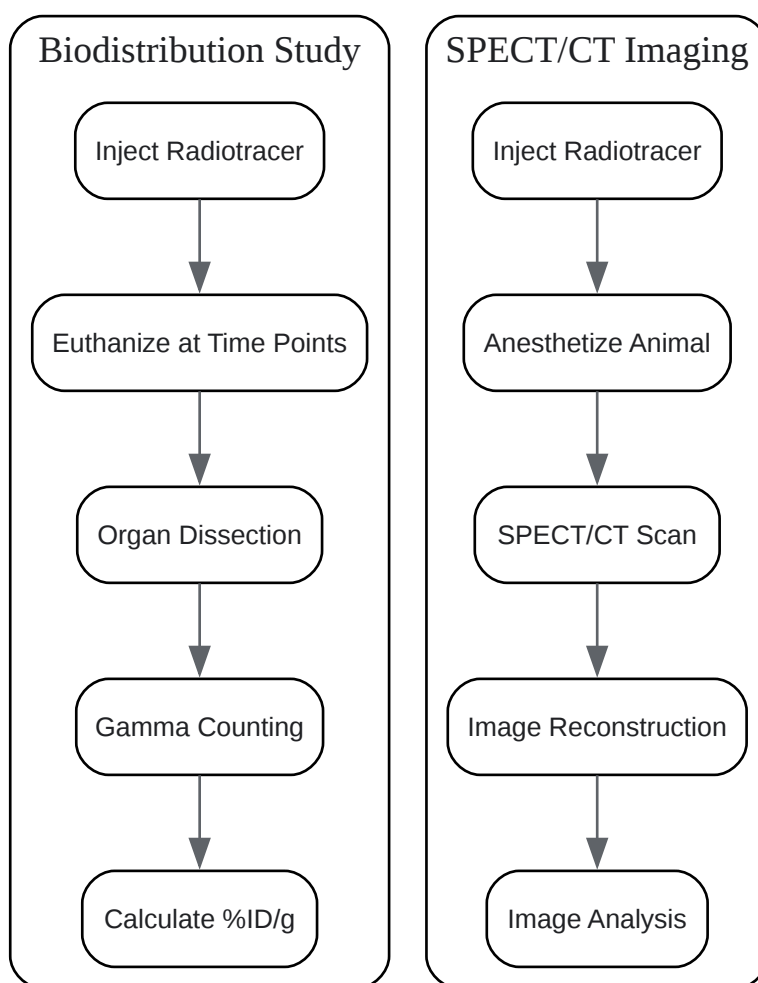 Biodistribution Study
Inject Radiotracer
Euthanize at Time Points
Organ Dissection
Gamma Counting
Calculate %ID/g
SPECT/CT Imaging
Inject Radiotracer
Anesthetize Animal
SPECT/CT Scan
Image Reconstruction
Image Analysis